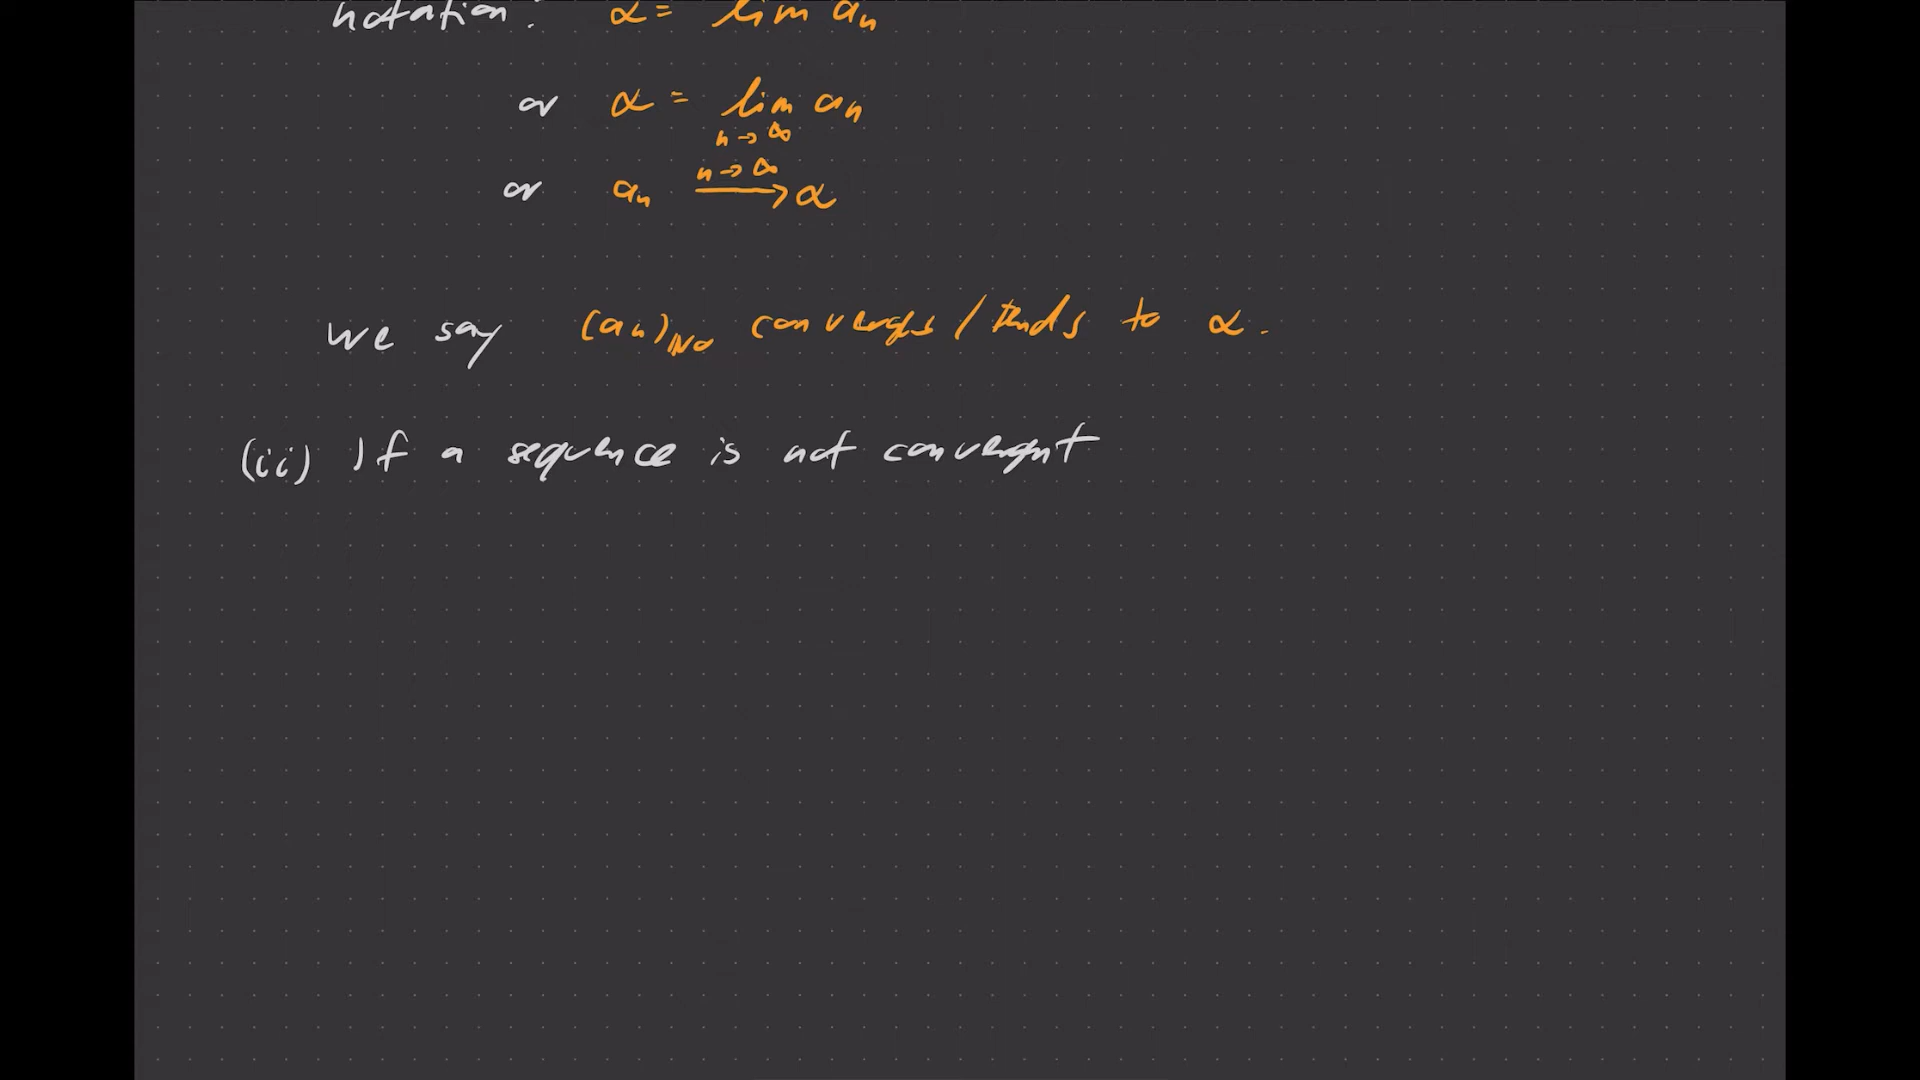 notation: α = lim aₙ
or α = lim aₙ
n → ∞
n → ∞
or aₙ ⟶ α
we say (aₙ)_ℕ₀ converges / tends to α.
(ii) If a sequence is not convergent